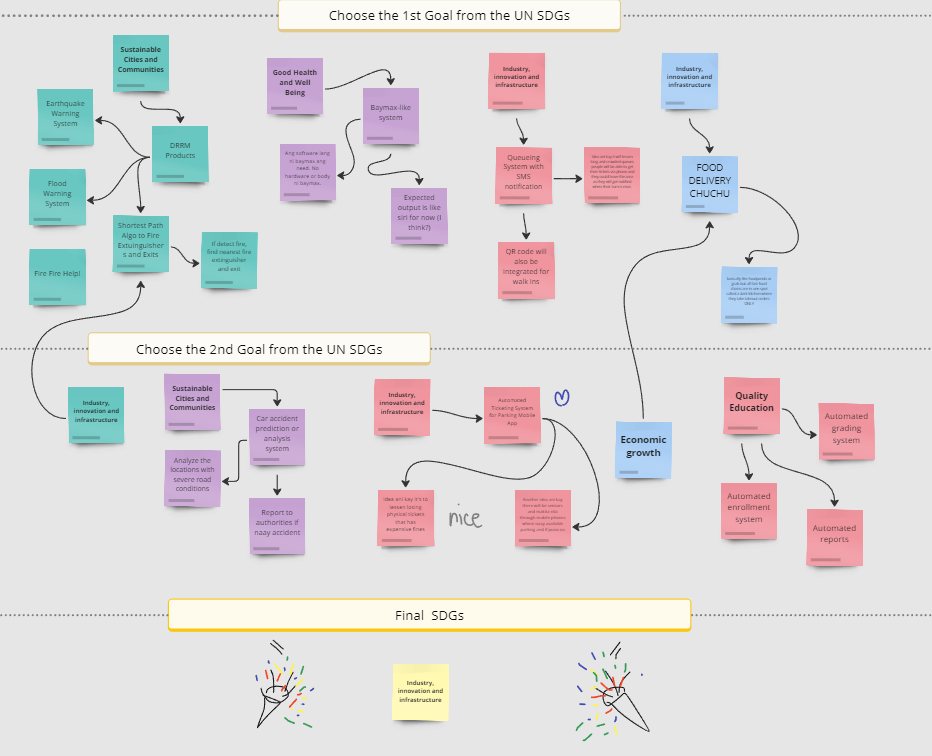 Choose the 1st Goal from the UN SDGs
Sustainable
Cities and
Communities
Earthquake
Warning
System
DRRM
Products
Flood
Warning
System
Shortest Path
Algo to Fire
Extuinguisher
s and Exits
If detect fire,
find nearest fire
extinguisher
and exit
Fire Fire Help!
Good Health
and Well
Being
Baymax-like
system
Ang software lang
ni baymax ang
need. No
hardware or body
ni baymax.
Expected
output is like
siri for now (I
think?)
Industry,
innovation and
infrastructure
Queueing
System with
SMS
notification
QR code will
also be
integrated for
walk ins
Industry,
innovation and
infrastructure
FOOD
DELIVERY
CHUCHU
Choose the 2nd Goal from the UN SDGs
Industry,
innovation and
infrastructure
Sustainable
Cities and
Communities
Car accident
prediction or
analysis
system
Analyze the
locations with
severe road
conditions
Report to
authorities if
naay accident
Industry,
innovation and
infrastructure
Automated
Ticketing System
for Parking Mobile
App
Idea ani kay it's to
lessen losing
physical tickets
that has
expensive fines
nice
Economic
growth
Quality
Education
Automated
grading
system
Automated
enrollment
system
Automated
reports
Final SDGs
Industry,
innovation and
infrastructure